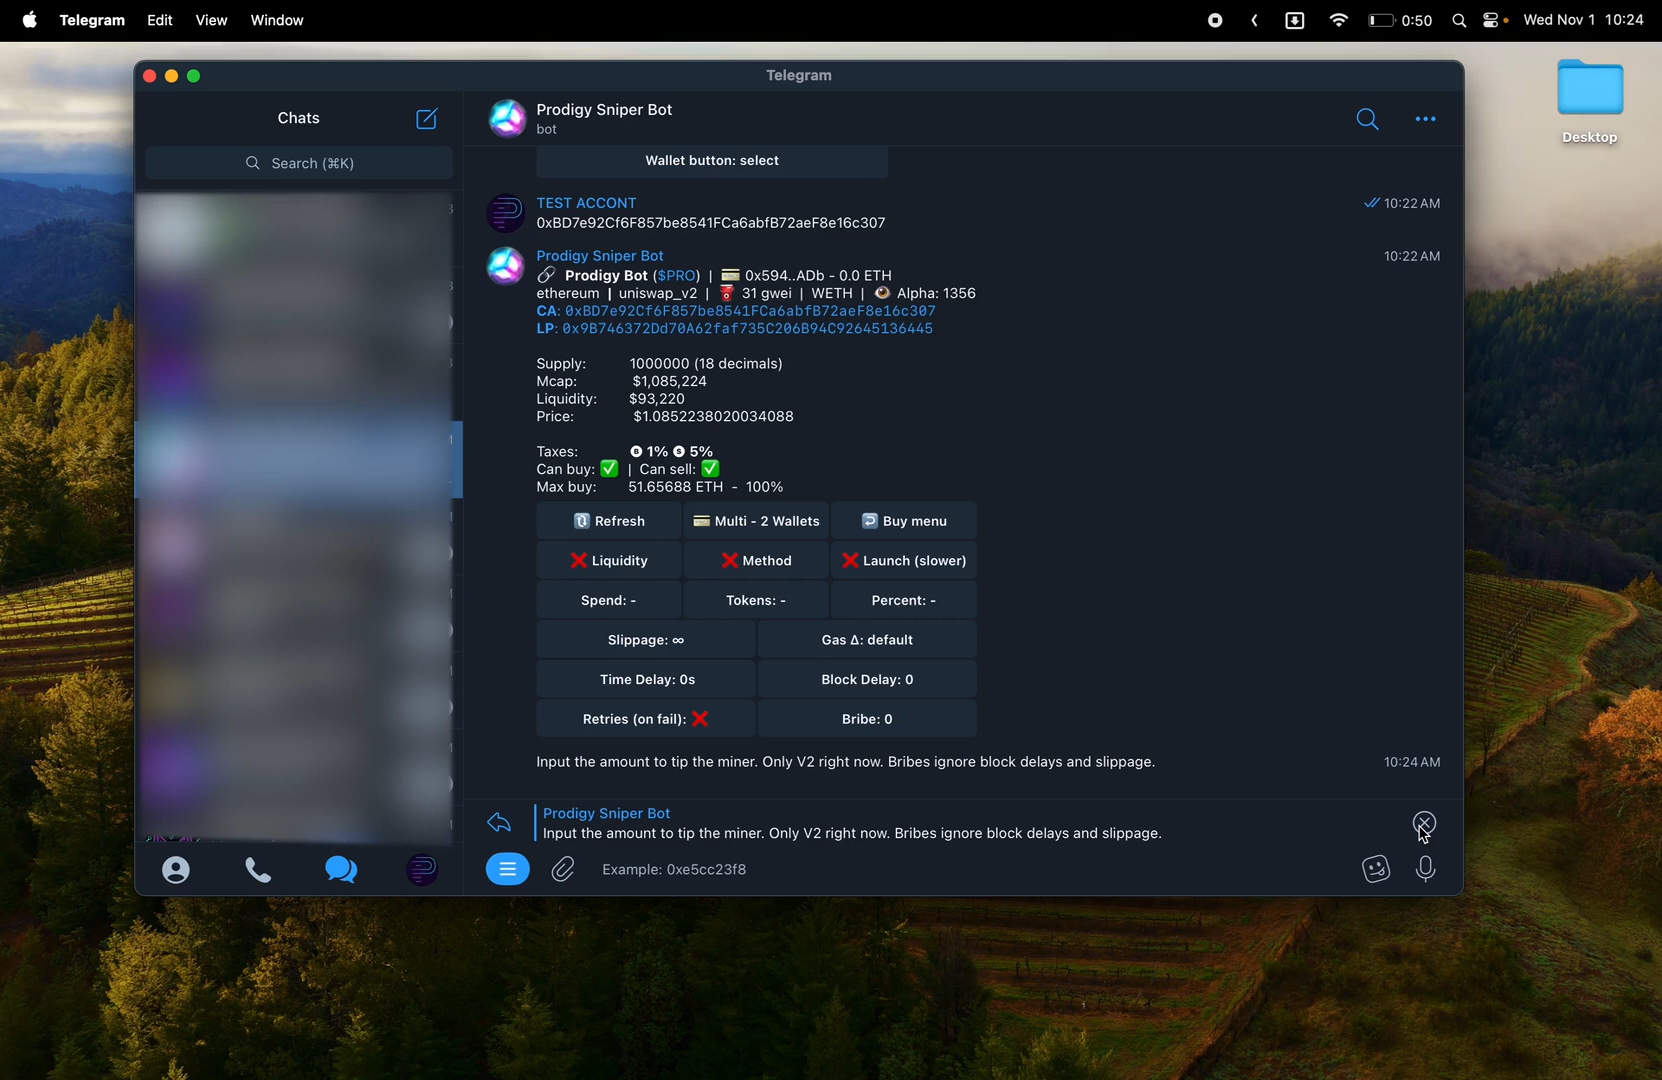 Telegram Edit View Window 0:50 Wed Nov 1 10:24
Telegram
Desktop
Chats
Search (⌘K)
Prodigy Sniper Bot
bot
Wallet button: select
TEST ACCONT 10:22 AM
0xBD7e92Cf6F857be8541FCa6abfB72aeF8e16c307
Prodigy Sniper Bot 10:22 AM
🔗 Prodigy Bot ($PRO) | 💳 0x594..ADb - 0.0 ETH
ethereum | uniswap_v2 | ⛽ 31 gwei | WETH | 👁 Alpha: 1356
CA: 0xBD7e92Cf6F857be8541FCa6abfB72aeF8e16c307
LP: 0x9B746372Dd70A62faf735C206B94C92645136445
Supply: 1000000 (18 decimals)
Mcap: $1,085,224
Liquidity: $93,220
Price: $1.0852238020034088
Taxes: 🅑 1% 🅢 5%
Can buy: ✅ | Can sell: ✅
Max buy: 51.65688 ETH - 100%
🔃 Refresh 💳 Multi - 2 Wallets ↩️ Buy menu
❌ Liquidity ❌ Method ❌ Launch (slower)
Spend: - Tokens: - Percent: -
Slippage: ∞ Gas Δ: default
Time Delay: 0s Block Delay: 0
Retries (on fail): ❌ Bribe: 0
Input the amount to tip the miner. Only V2 right now. Bribes ignore block delays and slippage. 10:24 AM
Prodigy Sniper Bot
Input the amount to tip the miner. Only V2 right now. Bribes ignore block delays and slippage.
Example: 0xe5cc23f8